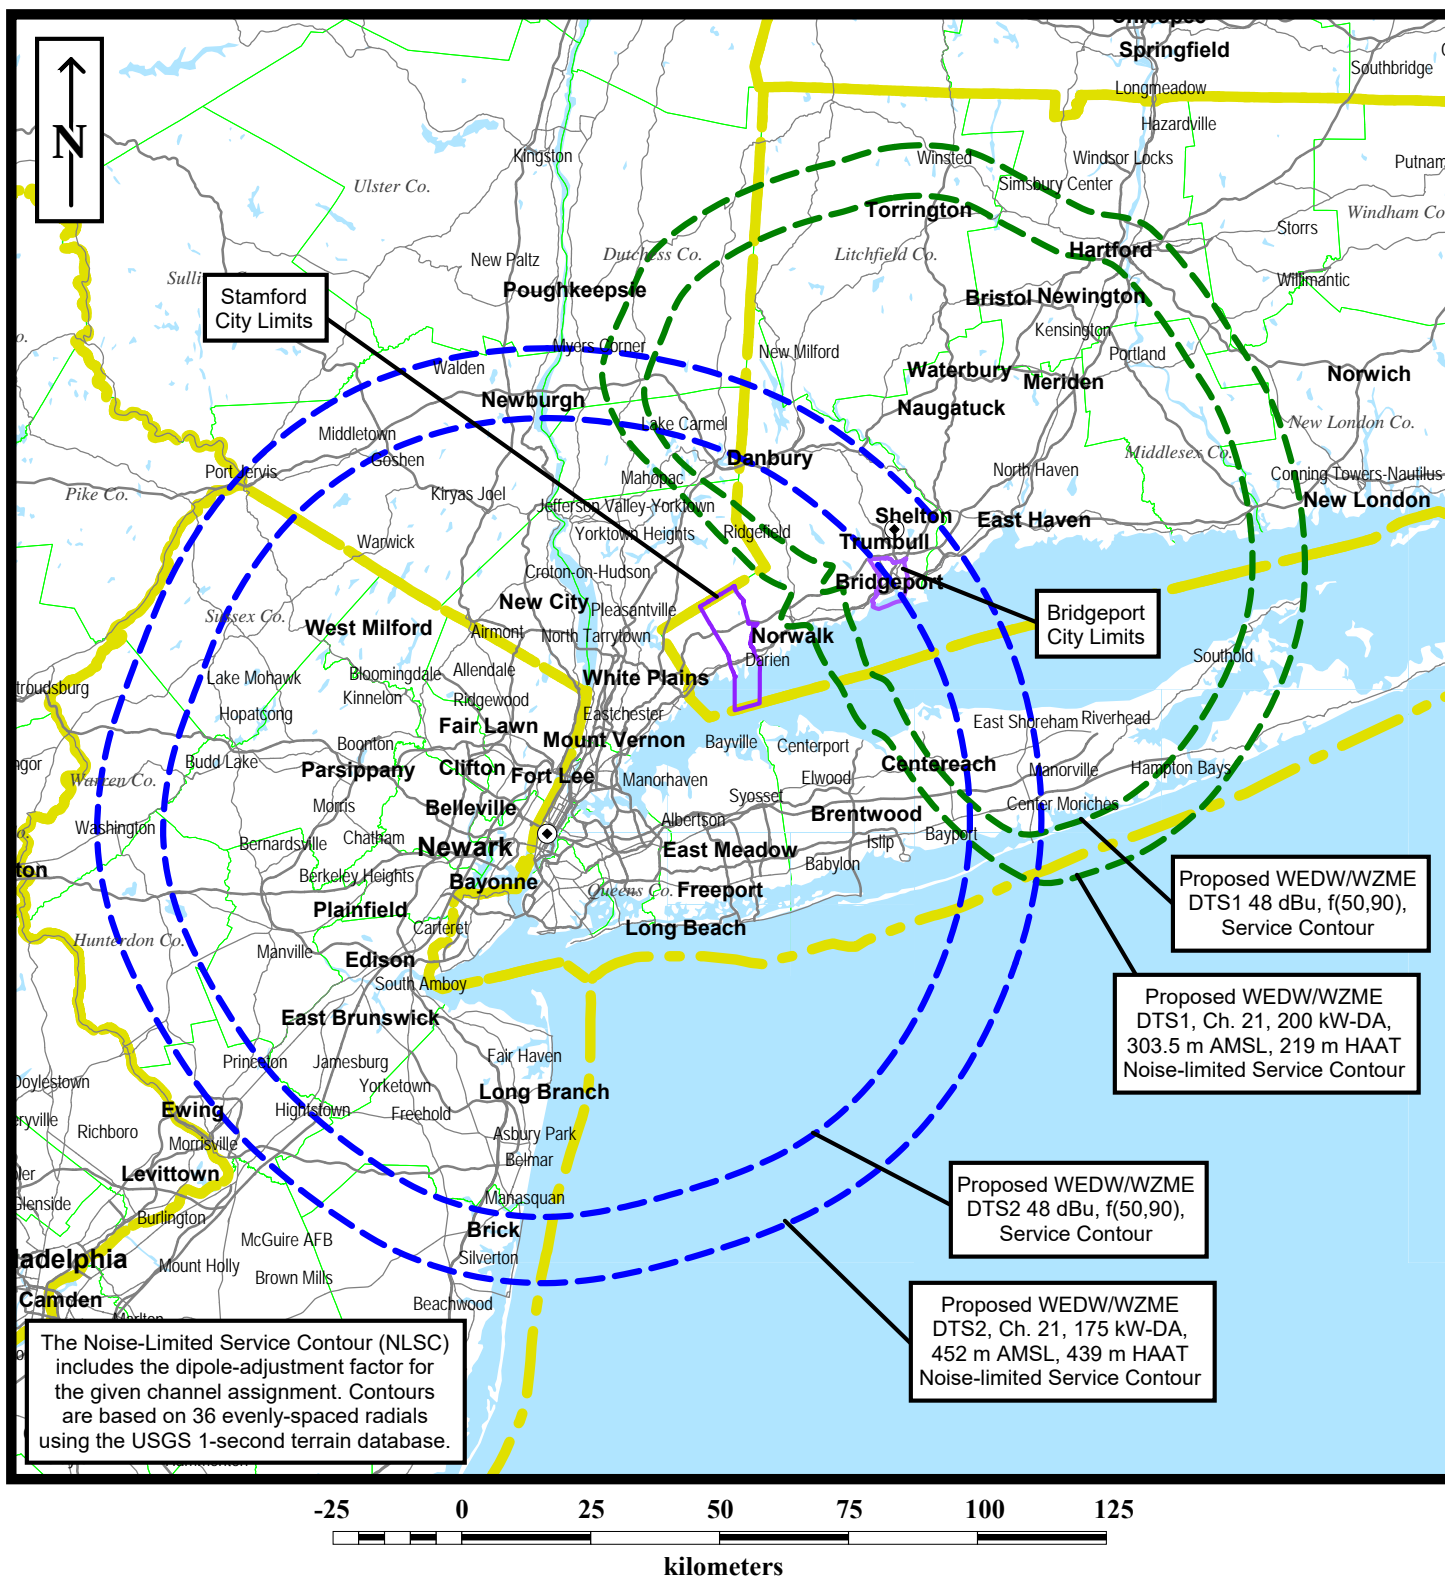 Chicopee
Springfield
Southbridge
Longmeadow
Hazardville
N
Kingston
Winsted
Windsor Locks
Putnam
Ulster Co.
Simsbury Center
Torrington
Windham Co
Storrs
New Paltz
Dutchess Co.
Litchfield Co.
Hartford
Willimantic
Poughkeepsie
Bristol
Newington
Stamford
City Limits
Kensington
Myers Corner
New Milford
Portland
Walden
Waterbury
Meriden
Norwich
Newburgh
Naugatuck
Lake Carmel
New London Co.
Middletown
Goshen
Danbury
Middlesex Co.
Port Jervis
Mahopac
North Haven
Conning Towers-Nautilus
Pike Co.
Kiryas Joel
Jefferson Valley-Yorktown
New London
Shelton
East Haven
Yorktown Heights
Ridgefield
Trumbull
Warwick
Croton-on-Hudson
Bridgeport
New City
Pleasantville
Sussex Co.
West Milford
Airmont
North Tarrytown
Norwalk
Bridgeport
City Limits
Darien
Southold
Lake Mohawk
Bloomingdale
Allendale
White Plains
troudsburg
Kinnelon
Ridgewood
Hopatcong
Fair Lawn
Eastchester
East Shoreham
Riverhead
Boonton
Mount Vernon
Bayville
Centerport
ngor
Budd Lake
Parsippany
Clifton
Fort Lee
Manorhaven
Elwood
Centereach
Manorville
Hampton Bays
Warren Co.
Morris
Belleville
Syosset
Center Moriches
Washington
Bernardsville
Chatham
Newark
Albertson
Brentwood
Islip
Bayport
East Meadow
Babylon
ton
Berkeley Heights
Bayonne
Queens Co.
Freeport
Proposed WEDW/WZME
DTS1 48 dBu, f(50,90),
Service Contour
Plainfield
Carteret
Long Beach
Hunterdon Co.
Manville
Edison
South Amboy
Proposed WEDW/WZME
DTS1, Ch. 21, 200 kW-DA,
303.5 m AMSL, 219 m HAAT
Noise-limited Service Contour
East Brunswick
Princeton
Jamesburg
Fair Haven
Doylestown
Yorketown
Long Branch
Ewing
Hightstown
Freehold
eryville
Richboro
Morrisville
Asbury Park
Belmar
Levittown
Proposed WEDW/WZME
DTS2 48 dBu, f(50,90),
Service Contour
Glenside
Burlington
Manasquan
Brick
McGuire AFB
Silverton
ladelphia
Mount Holly
Brown Mills
Camden
Beachwood
Marlton
Proposed WEDW/WZME
DTS2, Ch. 21, 175 kW-DA,
452 m AMSL, 439 m HAAT
Noise-limited Service Contour
The Noise-Limited Service Contour (NLSC)
includes the dipole-adjustment factor for
the given channel assignment. Contours
are based on 36 evenly-spaced radials
using the USGS 1-second terrain database.
-25 0 25 50 75 100 125
kilometers